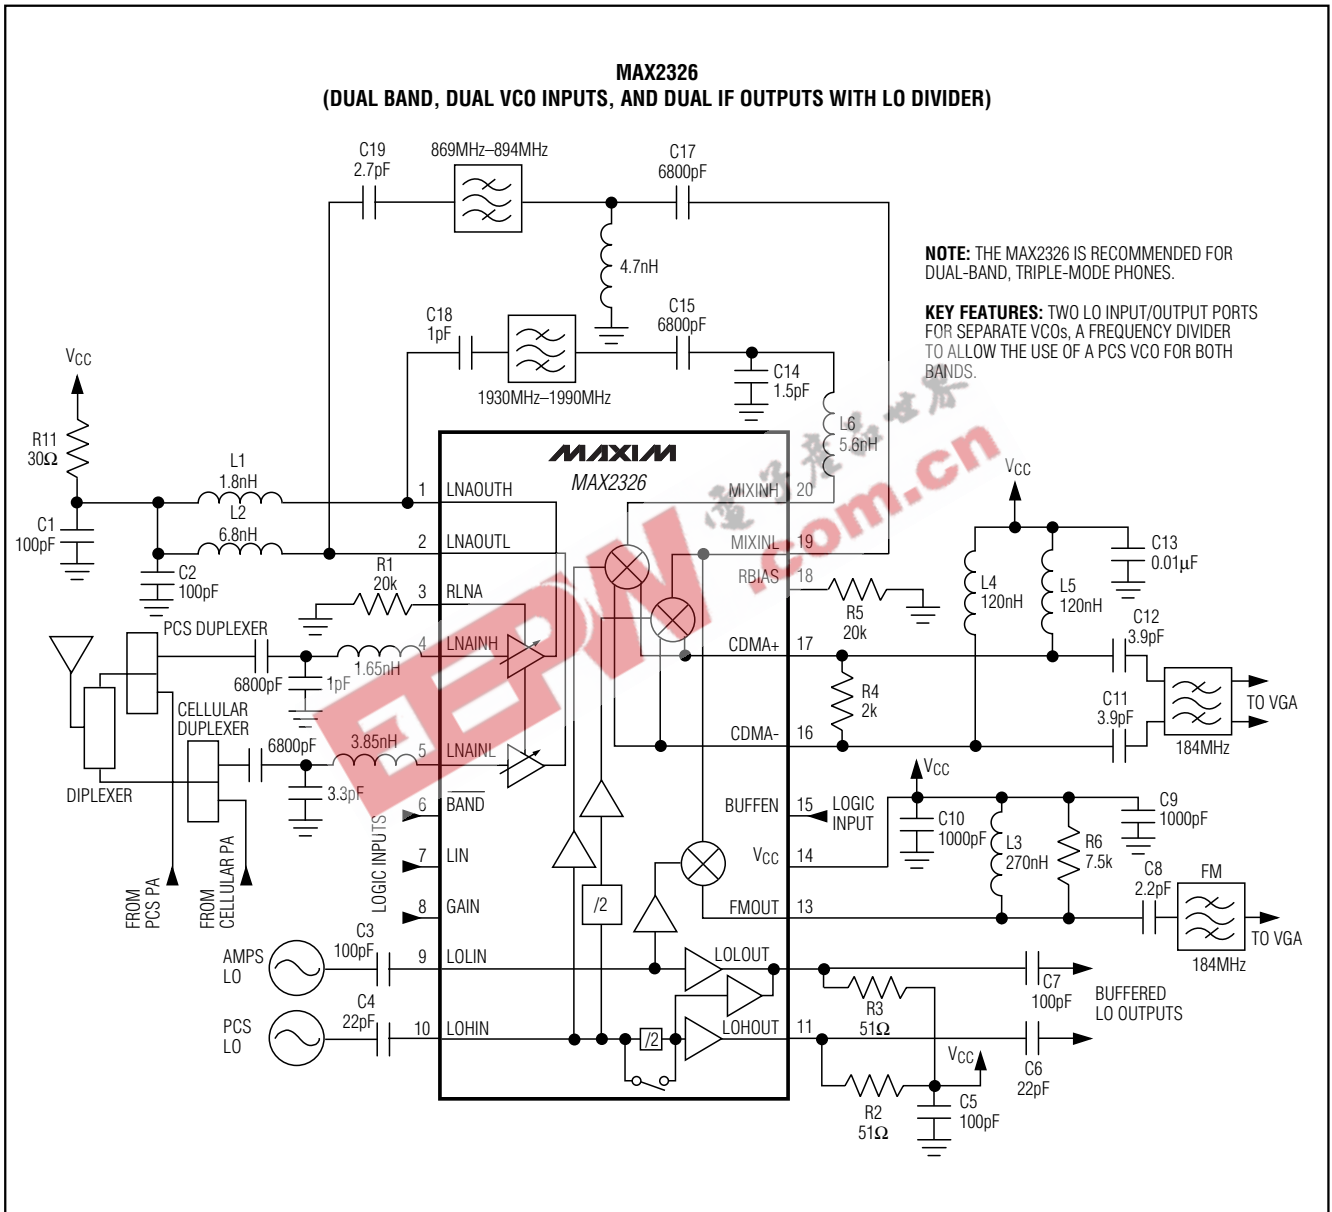 MAX2326
(DUAL BAND, DUAL VCO INPUTS, AND DUAL IF OUTPUTS WITH LO DIVIDER)
C19
2.7pF
869MHz–894MHz
C17
6800pF
4.7nH
NOTE: THE MAX2326 IS RECOMMENDED FOR
DUAL-BAND, TRIPLE-MODE PHONES.
KEY FEATURES: TWO LO INPUT/OUTPUT PORTS
FOR SEPARATE VCOs, A FREQUENCY DIVIDER
TO ALLOW THE USE OF A PCS VCO FOR BOTH
BANDS.
C18
1pF
C15
6800pF
C14
1.5pF
1930MHz–1990MHz
VCC
R11
30Ω
L1
1.8nH
L2
6.8nH
C1
100pF
C2
100pF
R1
20k
MAXIM
MAX2326
L6
5.6nH
1 LNAOUTH
2 LNAOUTL
3 RLNA
4 LNAINH
5 LNAINL
6 BAND
7 LIN
8 GAIN
9 LOLIN
10 LOHIN
MIXINH 20
MIXINL 19
RBIAS 18
CDMA+ 17
CDMA- 16
BUFFEN 15
VCC 14
FMOUT 13
LOLOUT
LOHOUT 11
/2
/2
PCS DUPLEXER
6800pF
1pF
1.65nH
CELLULAR
DUPLEXER
6800pF
3.85nH
3.3pF
DIPLEXER
FROM
PCS PA
FROM
CELLULAR PA
LOGIC INPUTS
AMPS
LO
C3
100pF
PCS
LO
C4
22pF
R5
20k
VCC
L4
120nH
L5
120nH
C13
0.01µF
C12
3.9pF
R4
2k
C11
3.9pF
184MHz
TO VGA
LOGIC
INPUT
VCC
C10
1000pF
L3
270nH
R6
7.5k
C9
1000pF
C8
2.2pF
FM
184MHz
TO VGA
R3
51Ω
C7
100pF
BUFFERED
LO OUTPUTS
C6
22pF
VCC
R2
51Ω
C5
100pF
EEPW
.com.cn
電子產品世界